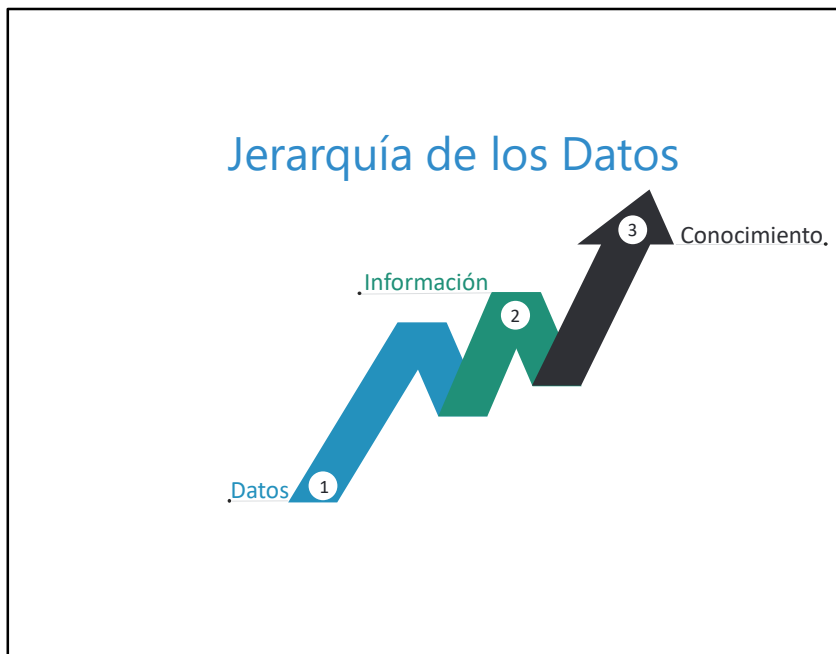 Jerarquía de los Datos
3
Conocimiento
Información
2
Datos
1